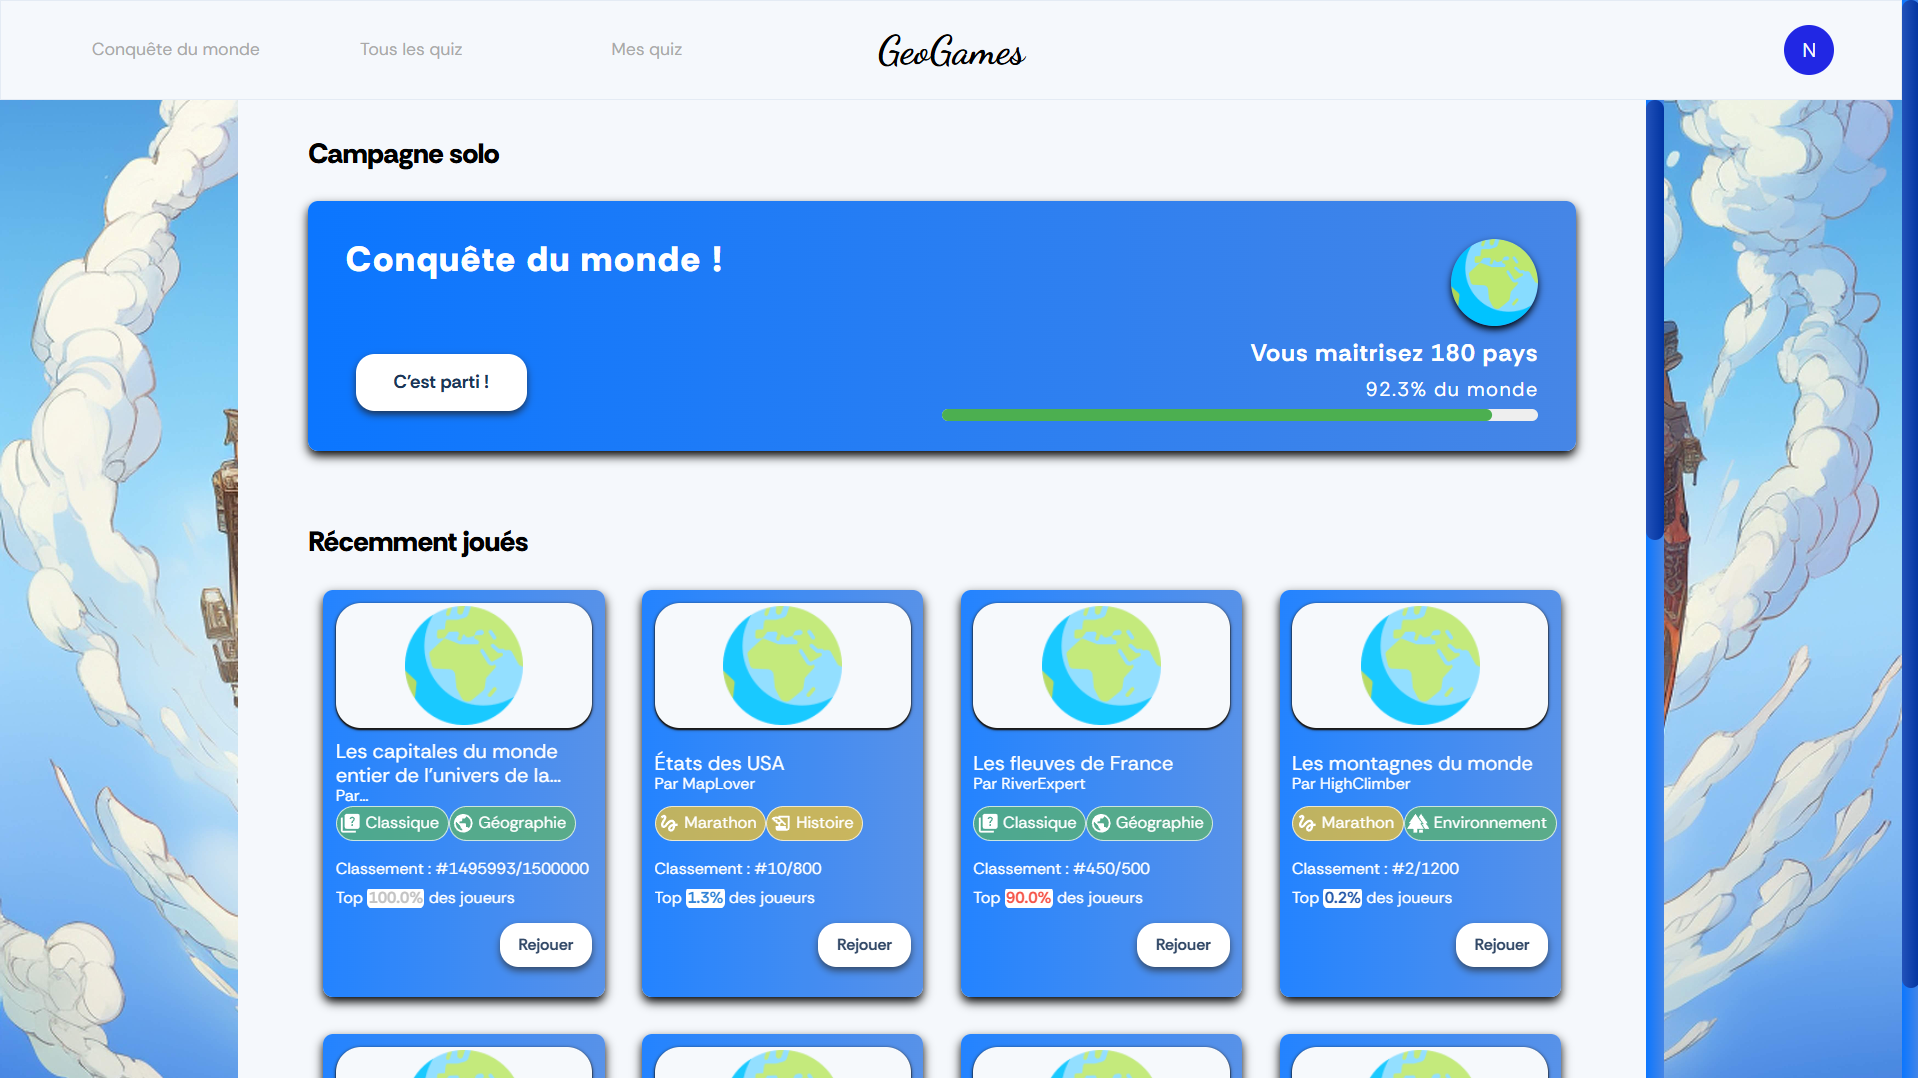 Conquête du monde
Tous les quiz
Mes quiz
GeoGames
N
Campagne solo
Conquête du monde !
C'est parti !
Vous maitrisez 180 pays
92.3% du monde
Récemment joués
Les capitales du monde
entier de l'univers de la...
Par...
Classique
Géographie
Classement : #1495993/1500000
Top 100.0% des joueurs
Rejouer
États des USA
Par MapLover
Marathon
Histoire
Classement : #10/800
Top 1.3% des joueurs
Rejouer
Les fleuves de France
Par RiverExpert
Classique
Géographie
Classement : #450/500
Top 90.0% des joueurs
Rejouer
Les montagnes du monde
Par HighClimber
Marathon
Environnement
Classement : #2/1200
Top 0.2% des joueurs
Rejouer